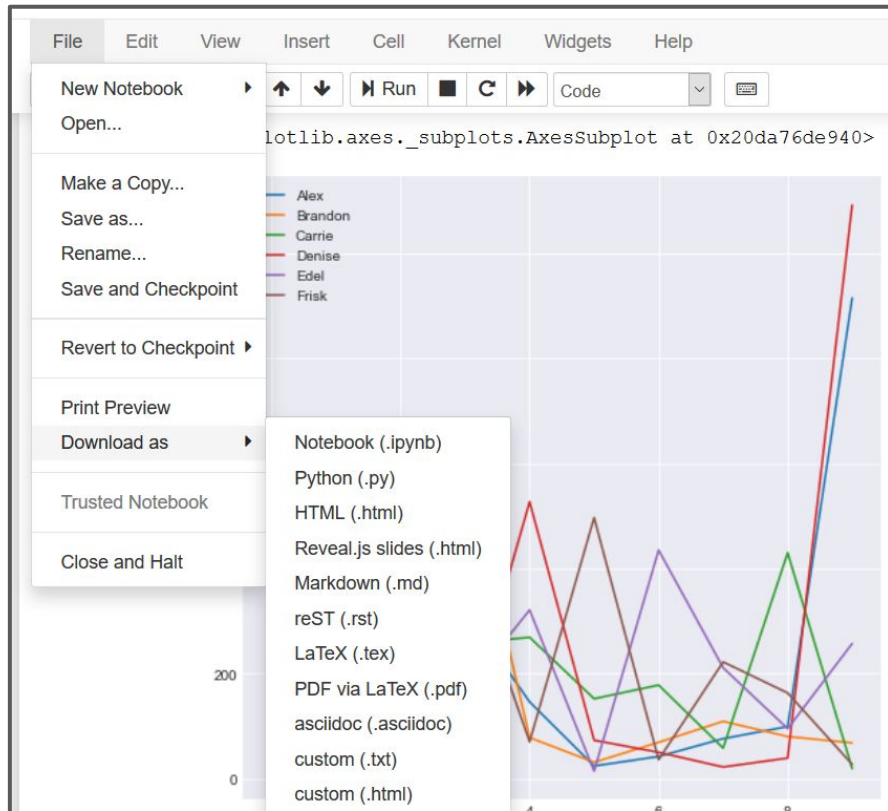 File Edit View Insert Cell Kernel Widgets Help
Run Code
New Notebook
Open...
Make a Copy...
Save as...
Rename...
Save and Checkpoint
Revert to Checkpoint
Print Preview
Download as
Trusted Notebook
Close and Halt
Notebook (.ipynb)
Python (.py)
HTML (.html)
Reveal.js slides (.html)
Markdown (.md)
reST (.rst)
LaTeX (.tex)
PDF via LaTeX (.pdf)
asciidoc (.asciidoc)
custom (.txt)
custom (.html)
lotlib.axes._subplots.AxesSubplot at 0x20da76de940>
Alex
Brandon
Carrie
Denise
Edel
Frisk
200
0